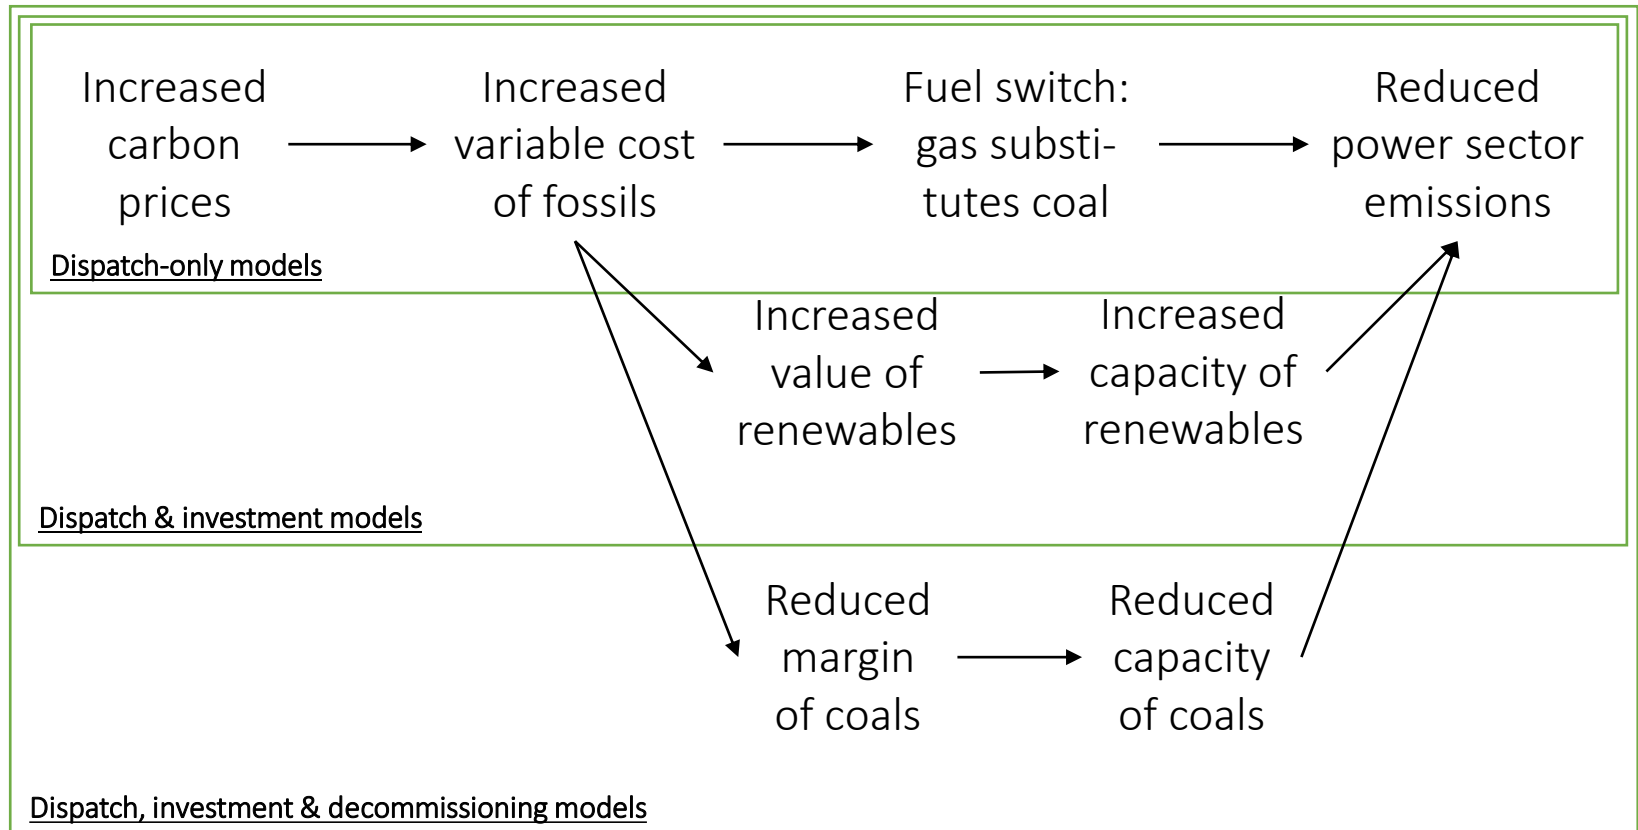 Increased
carbon
prices
Increased
variable cost
of fossils
Fuel switch:
gas substi-
tutes coal
Reduced
power sector
emissions
Dispatch-only models
Increased
value of
renewables
Increased
capacity of
renewables
Dispatch & investment models
Reduced
margin
of coals
Reduced
capacity
of coals
Dispatch, investment & decommissioning models